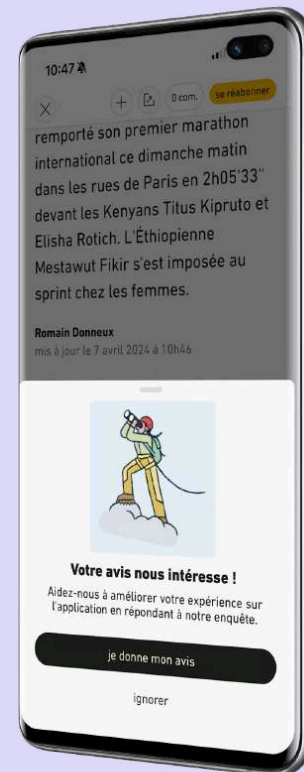 10:47
0 com.
se réabonner
remporté son premier marathon
international ce dimanche matin
dans les rues de Paris en 2h05'33"
devant les Kenyans Titus Kipruto et
Elisha Rotich. L'Éthiopienne
Mestawut Fikir s'est imposée au
sprint chez les femmes.
Romain Donneux
mis à jour le 7 avril 2024 à 10h46
Votre avis nous intéresse !
Aidez-nous à améliorer votre expérience sur
l'application en répondant à notre enquête.
je donne mon avis
ignorer